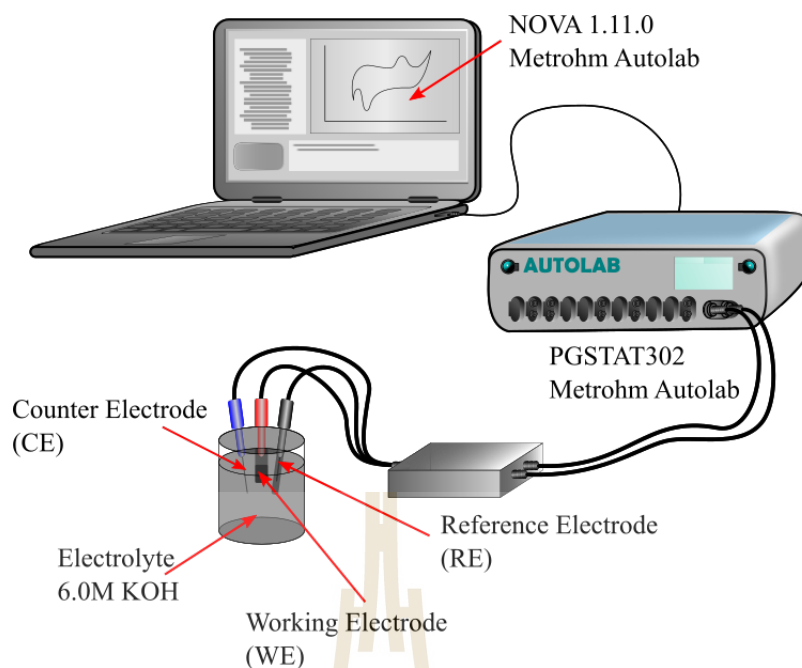 NOVA 1.11.0
Metrohm Autolab
AUTOLAB
PGSTAT302
Metrohm Autolab
Counter Electrode
(CE)
Reference Electrode
(RE)
Electrolyte
6.0M KOH
Working Electrode
(WE)